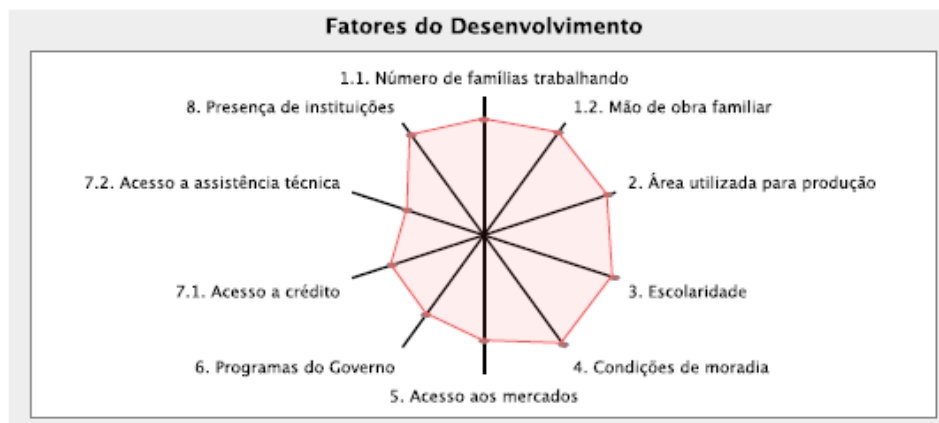 Fatores do Desenvolvimento
1.1. Número de famílias trabalhando
8. Presença de instituições
1.2. Mão de obra familiar
7.2. Acesso a assistência técnica
2. Área utilizada para produção
7.1. Acesso a crédito
3. Escolaridade
6. Programas do Governo
4. Condições de moradia
5. Acesso aos mercados